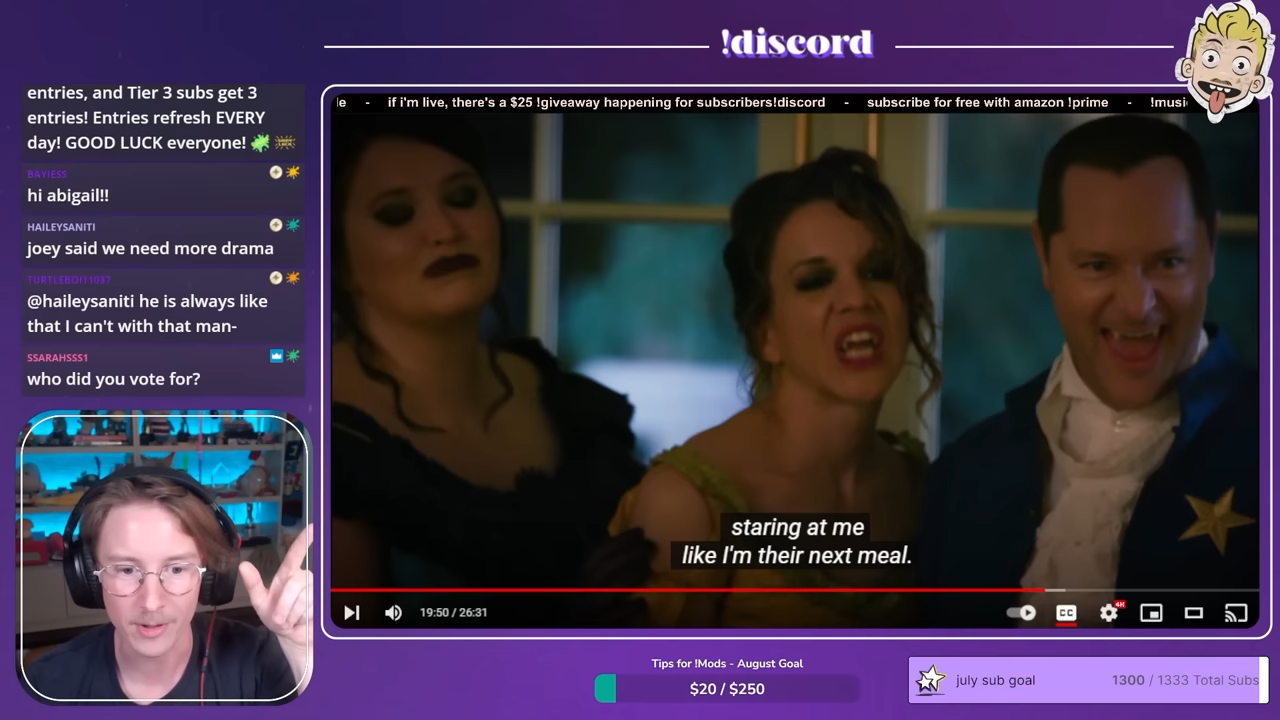 !discord
le - if i'm live, there's a $25 !giveaway happening for subscribers!discord - subscribe for free with amazon !prime - !musi
entries, and Tier 3 subs get 3
entries! Entries refresh EVERY
day! GOOD LUCK everyone!
BAYIESS
hi abigail!!
HAILEYSANITI
joey said we need more drama
TURTLEBOI11037
@haileysaniti he is always like
that I can't with that man-
SSARAHSSS1
who did you vote for?
staring at me
like I'm their next meal.
19:50 / 26:31
CC
4K
Tips for !Mods - August Goal
$20 / $250
july sub goal
1300 / 1333 Total Subs